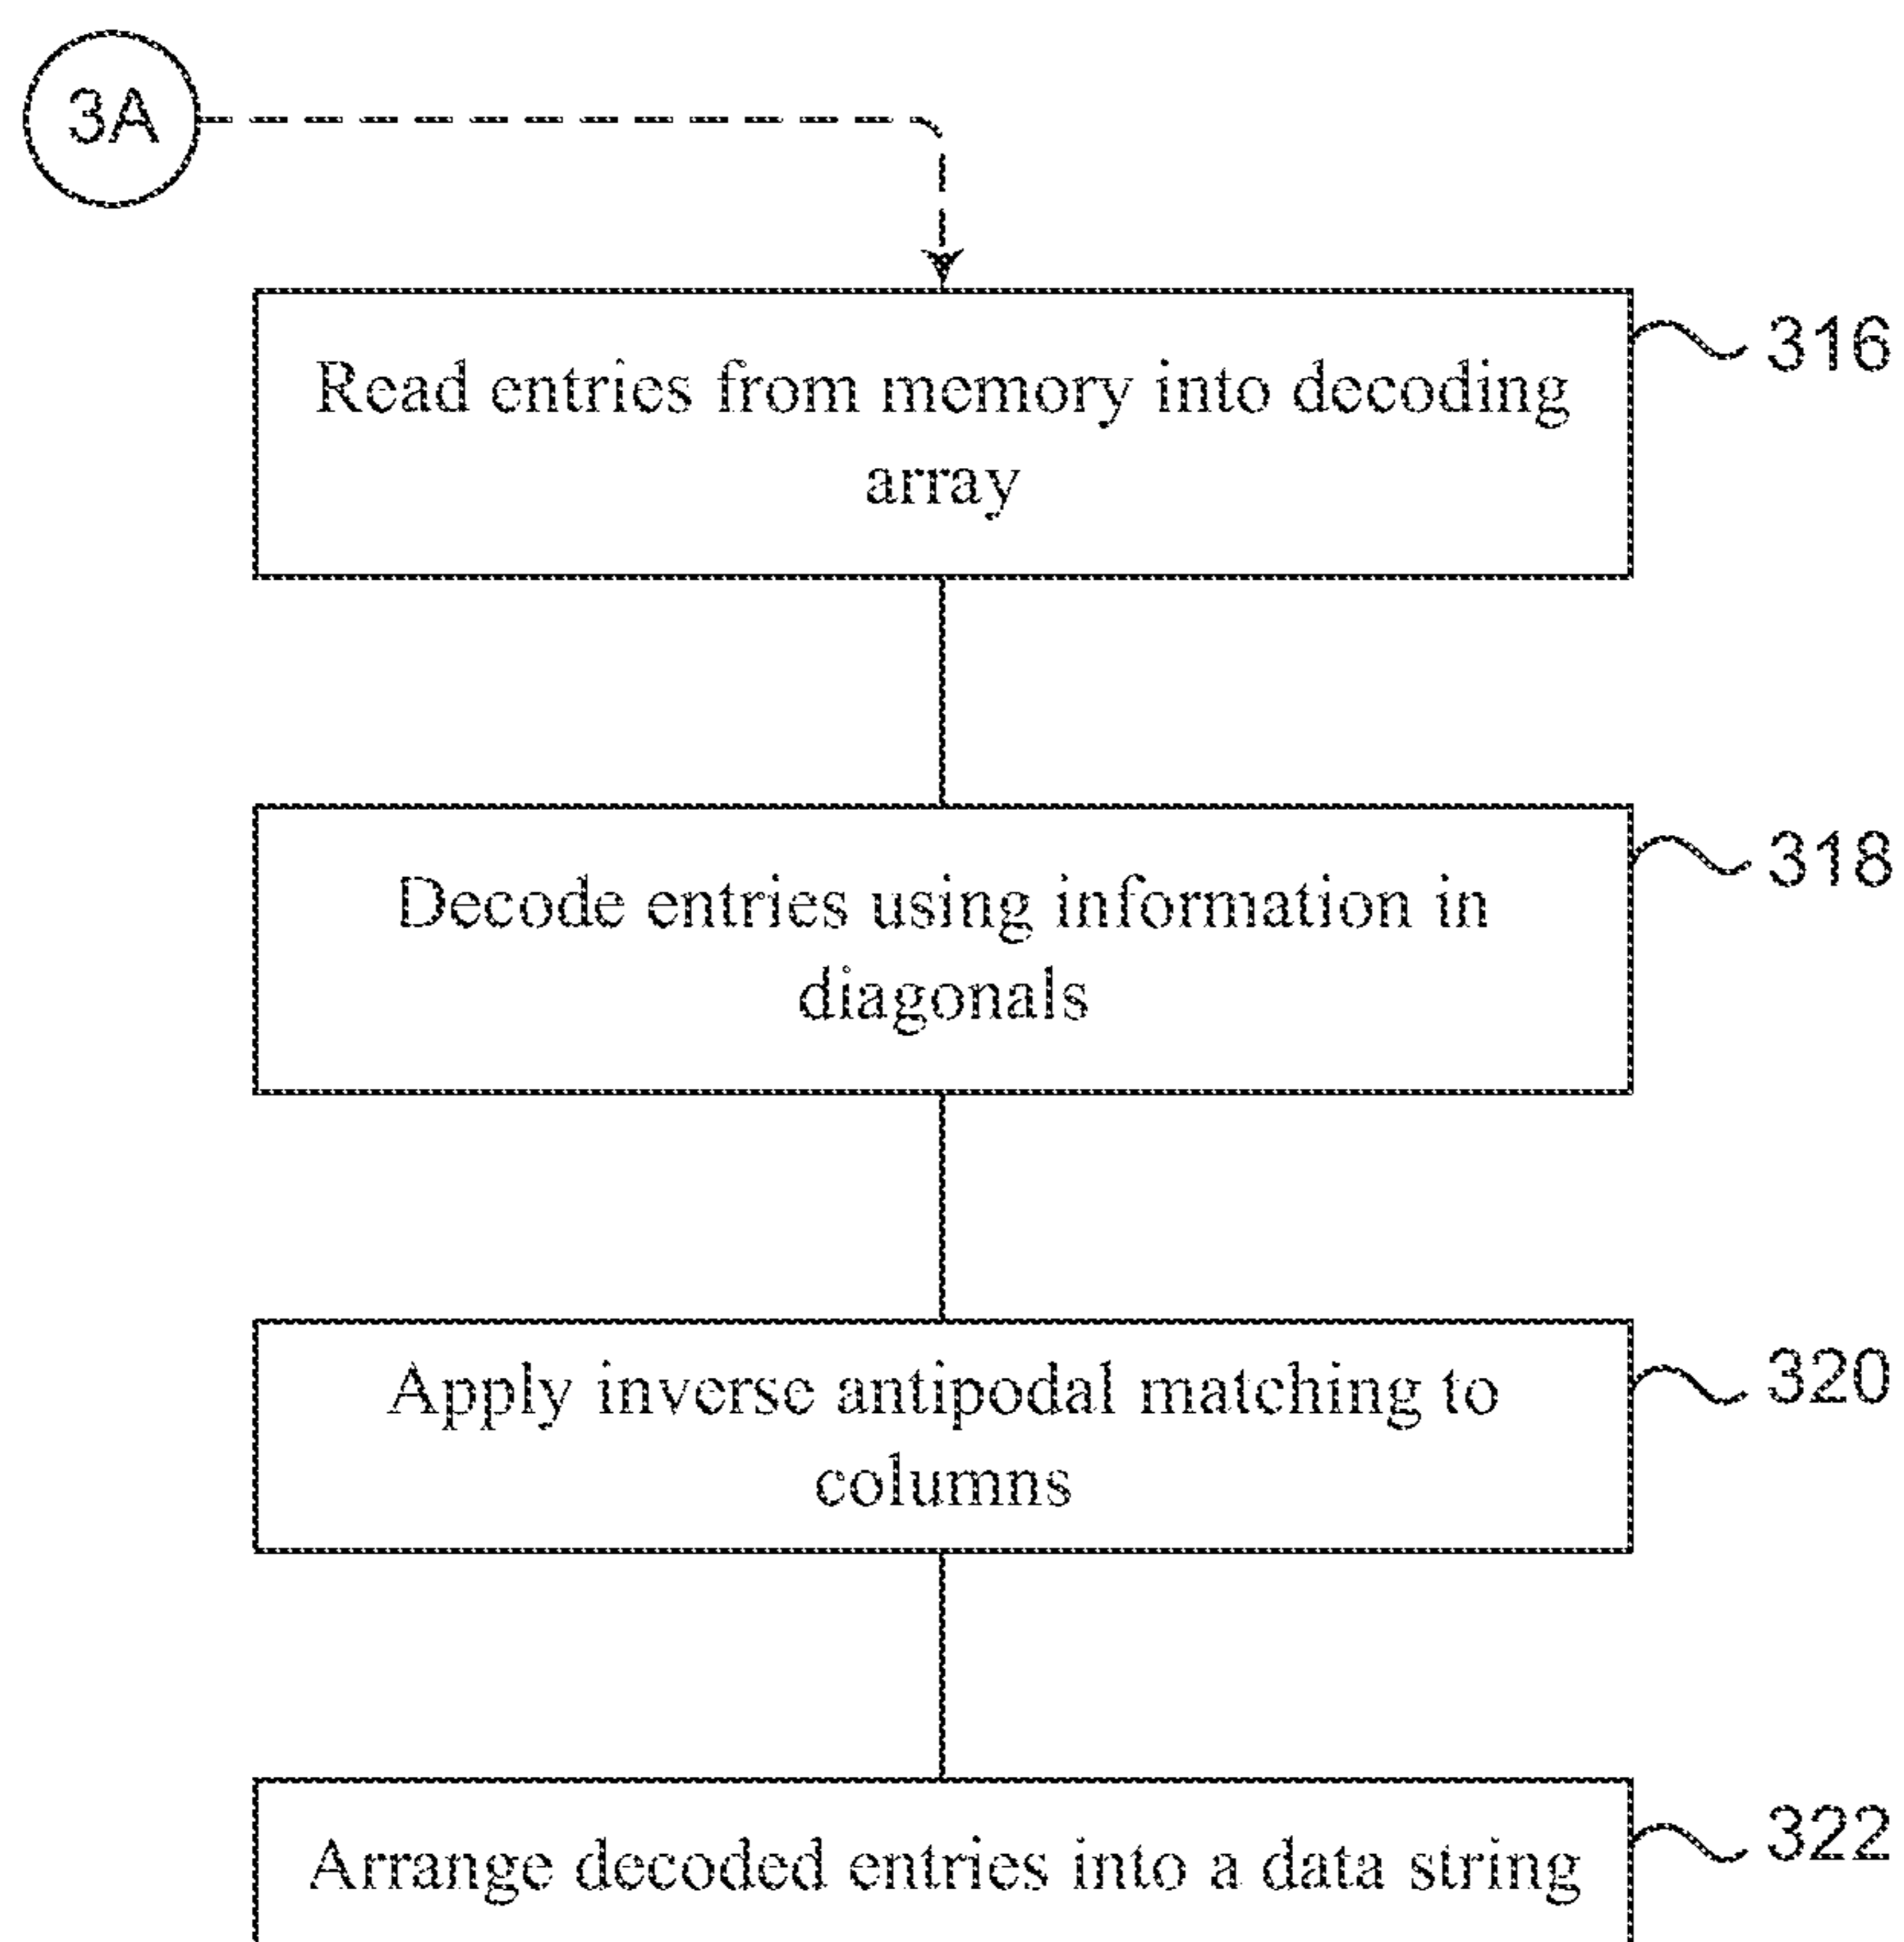 3A
316
Read entries from memory into decoding
array
318
Decode entries using information in
diagonals
320
Apply inverse antipodal matching to
columns
322
Arrange decoded entries into a data string